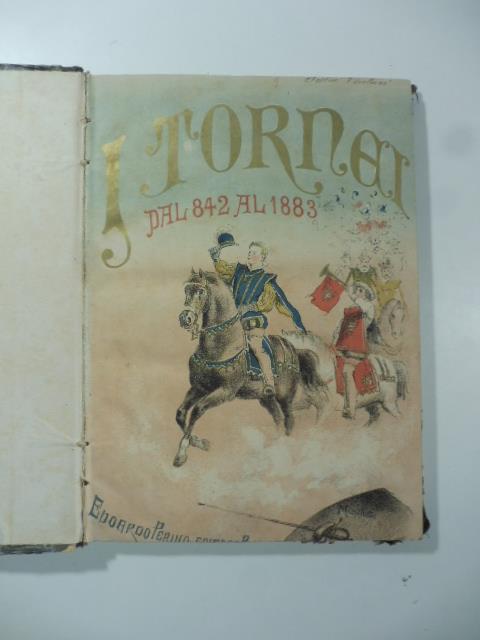 I TORNEI
DAL 842 AL 1883
EDOARDO PERINO, EDITORE